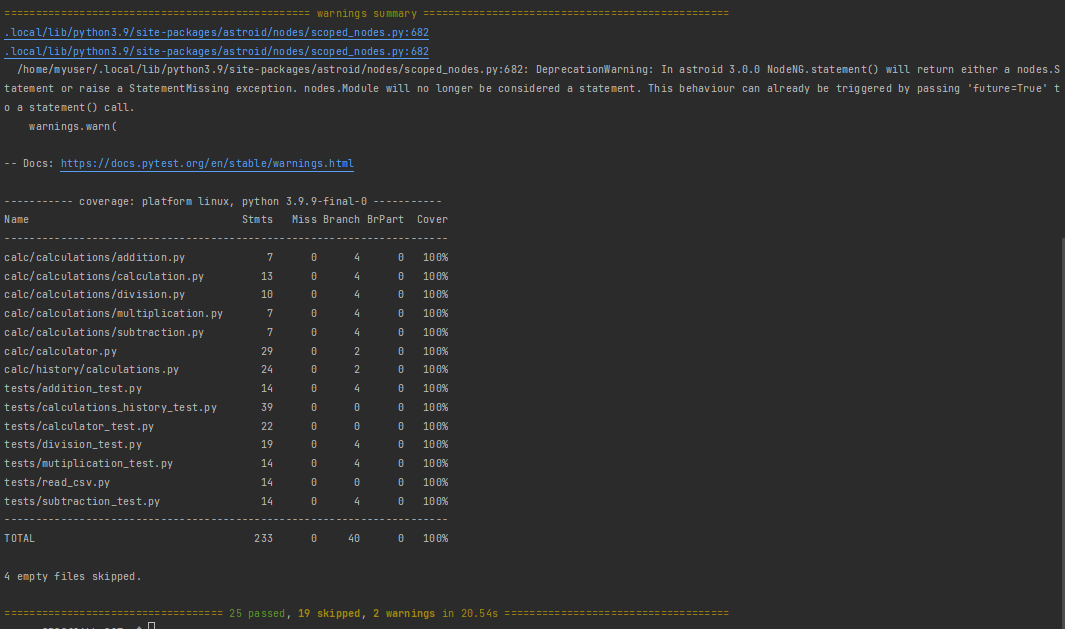 ================================================= warnings summary =================================================
.local/lib/python3.9/site-packages/astroid/nodes/scoped_nodes.py:682
.local/lib/python3.9/site-packages/astroid/nodes/scoped_nodes.py:682
  /home/myuser/.local/lib/python3.9/site-packages/astroid/nodes/scoped_nodes.py:682: DeprecationWarning: In astroid 3.0.0 NodeNG.statement() will return either a nodes.S
tatement or raise a StatementMissing exception. nodes.Module will no longer be considered a statement. This behaviour can already be triggered by passing 'future=True' t
o a statement() call.
    warnings.warn(
-- Docs: https://docs.pytest.org/en/stable/warnings.html
----------- coverage: platform linux, python 3.9.9-final-0 -----------
Name                                  Stmts   Miss Branch BrPart  Cover
-----------------------------------------------------------------------
calc/calculations/addition.py             7      0      4      0   100%
calc/calculations/calculation.py         13      0      4      0   100%
calc/calculations/division.py            10      0      4      0   100%
calc/calculations/multiplication.py       7      0      4      0   100%
calc/calculations/subtraction.py          7      0      4      0   100%
calc/calculator.py                       29      0      2      0   100%
calc/history/calculations.py             24      0      2      0   100%
tests/addition_test.py                   14      0      4      0   100%
tests/calculations_history_test.py       39      0      0      0   100%
tests/calculator_test.py                 22      0      0      0   100%
tests/division_test.py                   19      0      4      0   100%
tests/mutiplication_test.py              14      0      4      0   100%
tests/read_csv.py                        14      0      0      0   100%
tests/subtraction_test.py                14      0      4      0   100%
-----------------------------------------------------------------------
TOTAL                                   233      0     40      0   100%
4 empty files skipped.
=================================== 25 passed, 19 skipped, 2 warnings in 20.54s ====================================